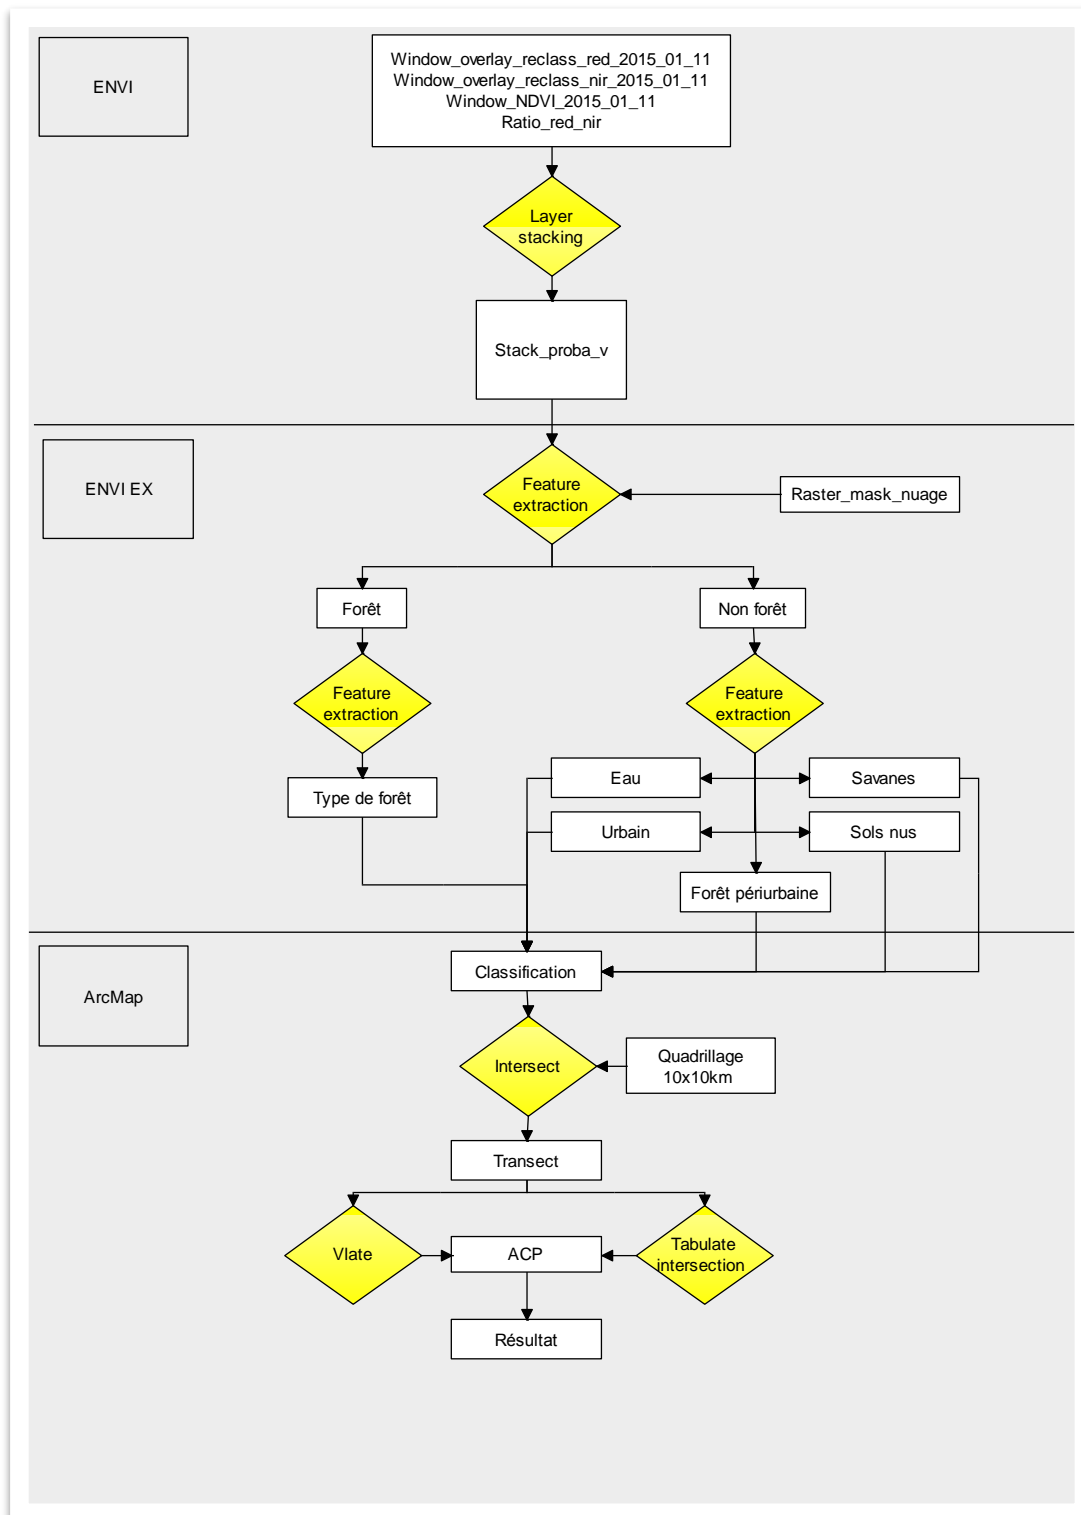 ENVI
Window_overlay_reclass_red_2015_01_11
Window_overlay_reclass_nir_2015_01_11
Window_NDVI_2015_01_11
Ratio_red_nir
Layer
stacking
Stack_proba_v
ENVI EX
Feature
extraction
Raster_mask_nuage
Forêt
Non forêt
Feature
extraction
Feature
extraction
Type de forêt
Eau
Savanes
Urbain
Sols nus
Forêt périurbaine
ArcMap
Classification
Intersect
Quadrillage
10x10km
Transect
Vlate
ACP
Tabulate
intersection
Résultat